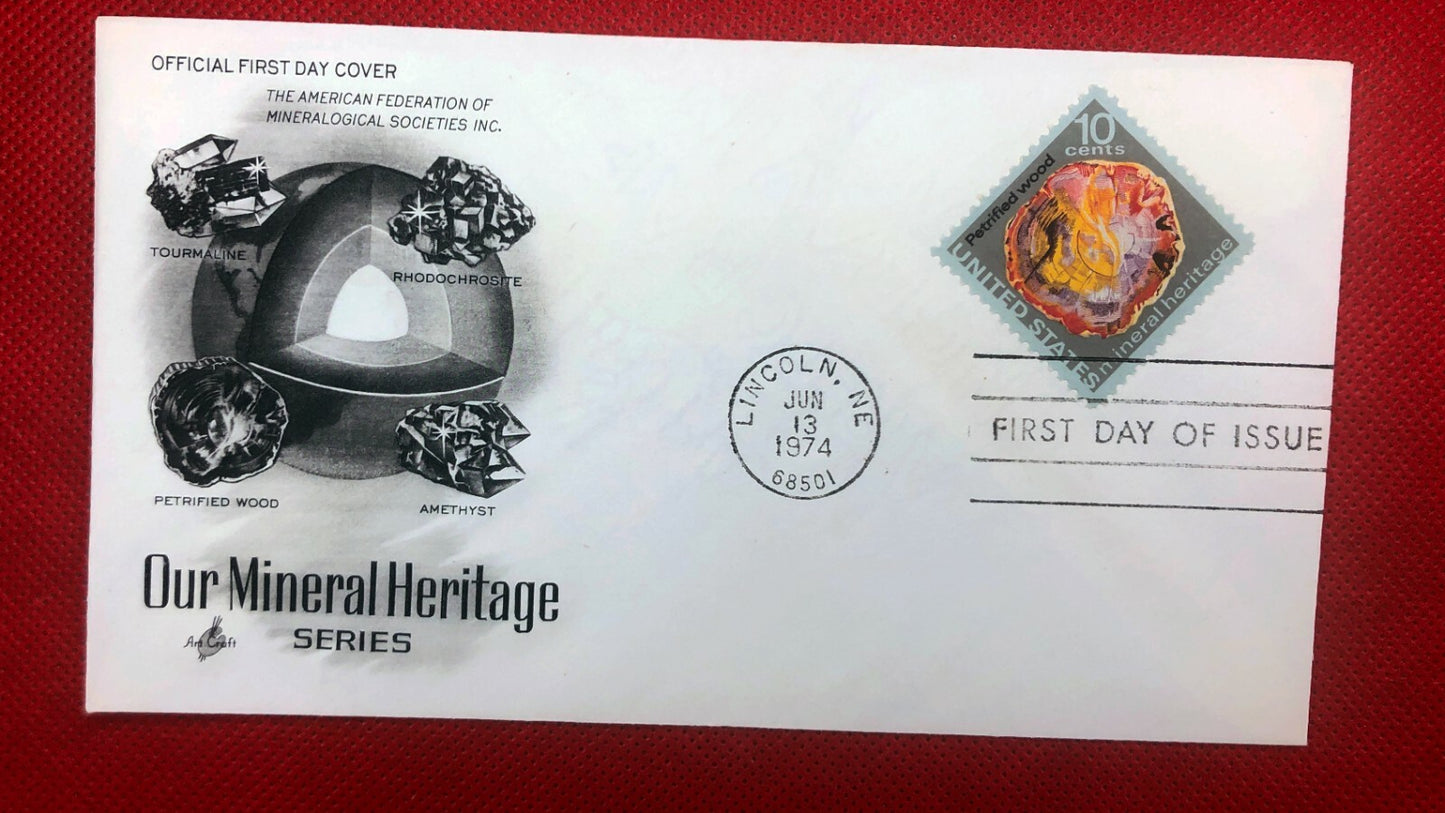 OFFICIAL FIRST DAY COVER
THE AMERICAN FEDERATION OF
MINERALOGICAL SOCIETIES INC.
TOURMALINE
RHODOCHROSITE
PETRIFIED WOOD
AMETHYST
Our Mineral Heritage
SERIES
Art Craft
10
cents
Petrified wood
UNITED STATES
mineral heritage
LINCOLN, NE
JUN
13
1974
68501
FIRST DAY OF ISSUE